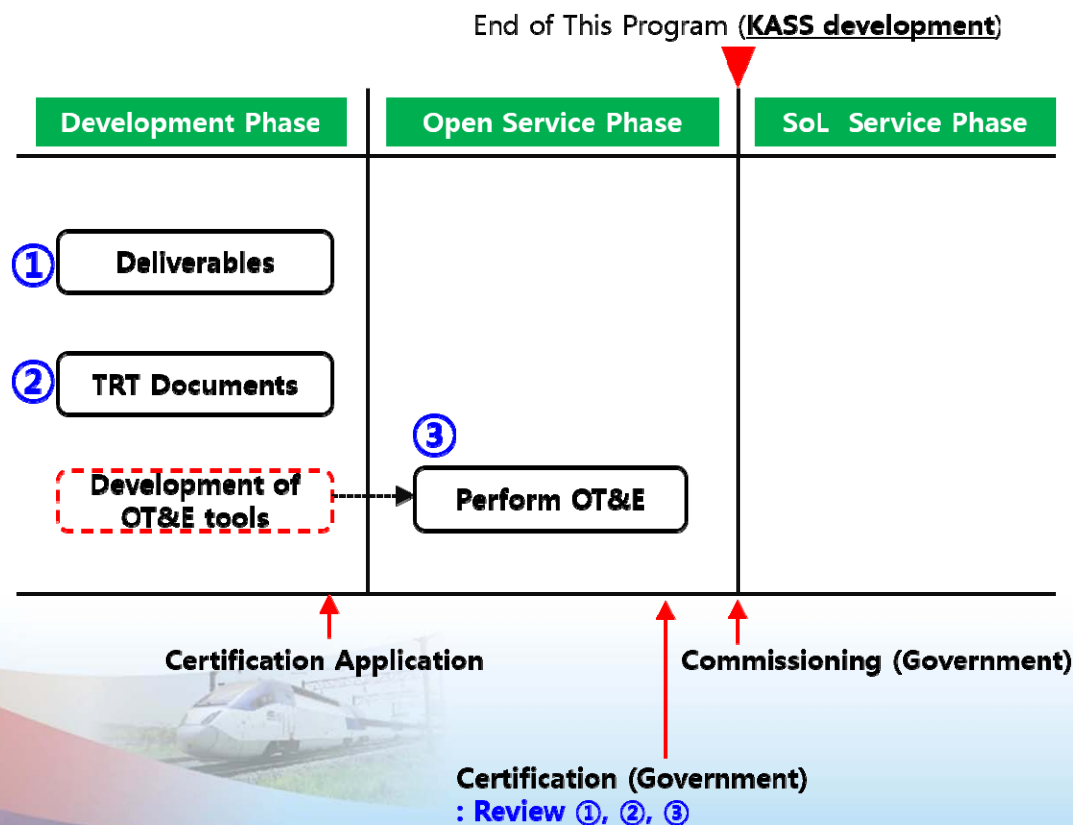 End of This Program (KASS development)
Development Phase
Open Service Phase
SoL Service Phase
① Deliverables
② TRT Documents
③
Development of
OT&E tools
Perform OT&E
Certification Application
Commissioning (Government)
Certification (Government)
: Review ①, ②, ③